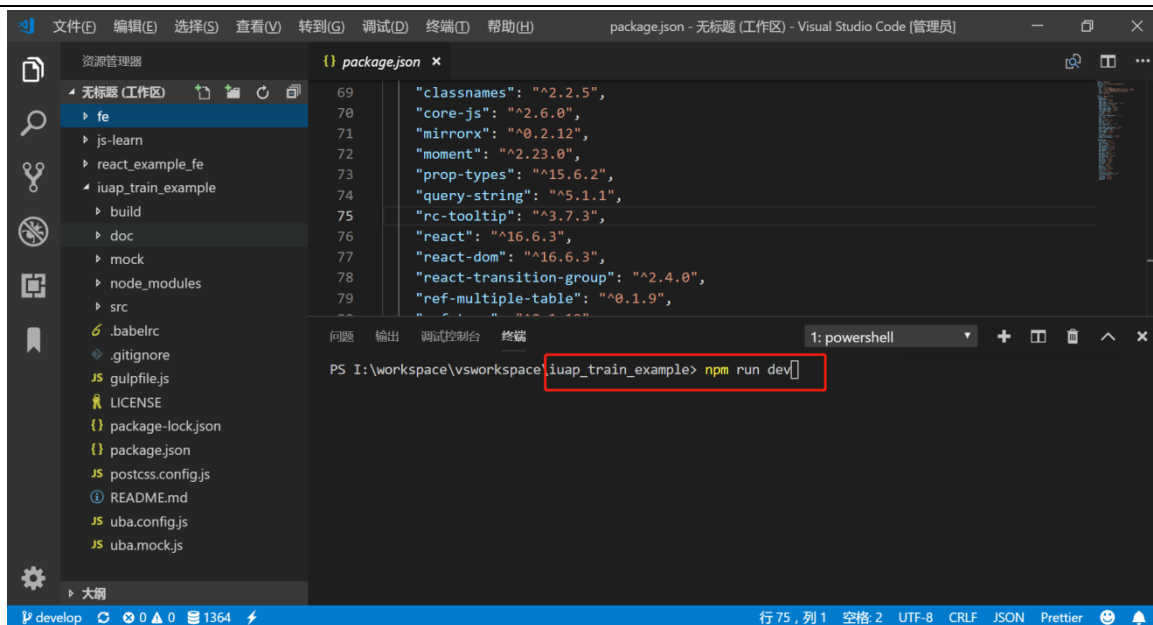 文件(F) 编辑(E) 选择(S) 查看(V) 转到(G) 调试(D) 终端(T) 帮助(H) package.json - 无标题 (工作区) - Visual Studio Code [管理员]
资源管理器
无标题 (工作区)
fe
js-learn
react_example_fe
iuap_train_example
build
doc
mock
node_modules
src
.babelrc
.gitignore
gulpfile.js
LICENSE
package-lock.json
package.json
postcss.config.js
README.md
uba.config.js
uba.mock.js
大纲
package.json
69 "classnames": "^2.2.5",
70 "core-js": "^2.6.0",
71 "mirrorx": "^0.2.12",
72 "moment": "^2.23.0",
73 "prop-types": "^15.6.2",
74 "query-string": "^5.1.1",
75 "rc-tooltip": "^3.7.3",
76 "react": "^16.6.3",
77 "react-dom": "^16.6.3",
78 "react-transition-group": "^2.4.0",
79 "ref-multiple-table": "^0.1.9",
问题 输出 调试控制台 终端 1: powershell
PS I:\workspace\vsworkspace\iuap_train_example> npm run dev
develop 0 0 1364 行 75，列 1 空格: 2 UTF-8 CRLF JSON Prettier